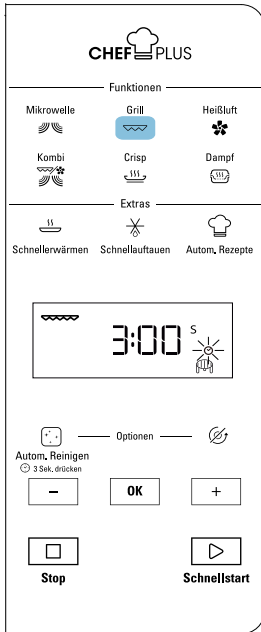 CHEF PLUS
Funktionen
Mikrowelle Grill Heißluft
Kombi Crisp Dampf
Extras
Schnellerwärmen Schnellauftauen Autom. Rezepte
3:00 S
Optionen
Autom. Reinigen
3 Sek. drücken
- OK +
Stop Schnellstart